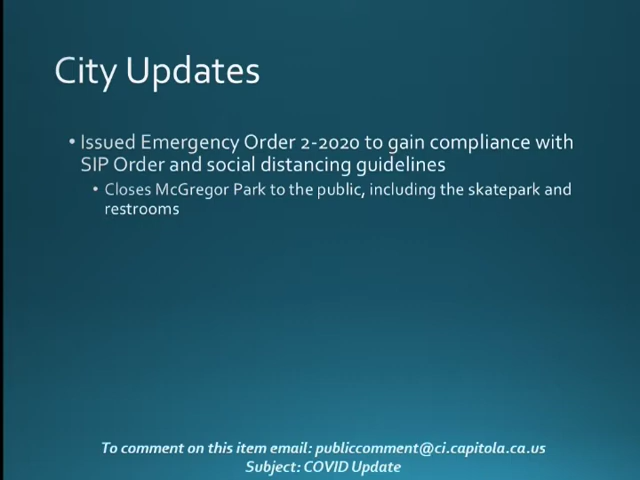 City Updates
• Issued Emergency Order 2-2020 to gain compliance with
SIP Order and social distancing guidelines
• Closes McGregor Park to the public, including the skatepark and
restrooms
To comment on this item email: publiccomment@ci.capitola.ca.us
Subject: COVID Update